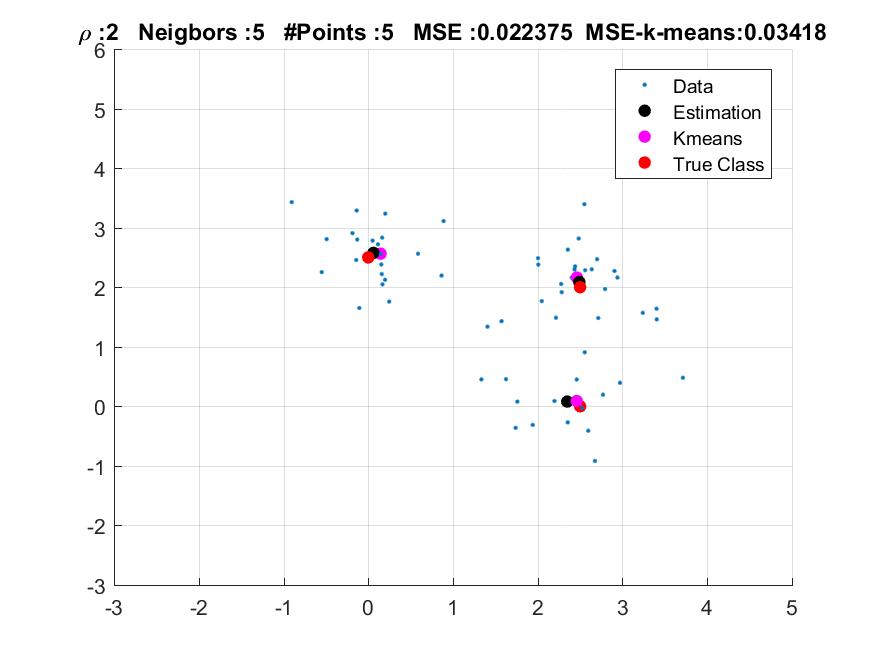 ρ :2 Neigbors :5 #Points :5 MSE :0.022375 MSE-k-means:0.03418
6
5
4
3
2
1
0
-1
-2
-3
Data
Estimation
Kmeans
True Class
-3 -2 -1 0 1 2 3 4 5